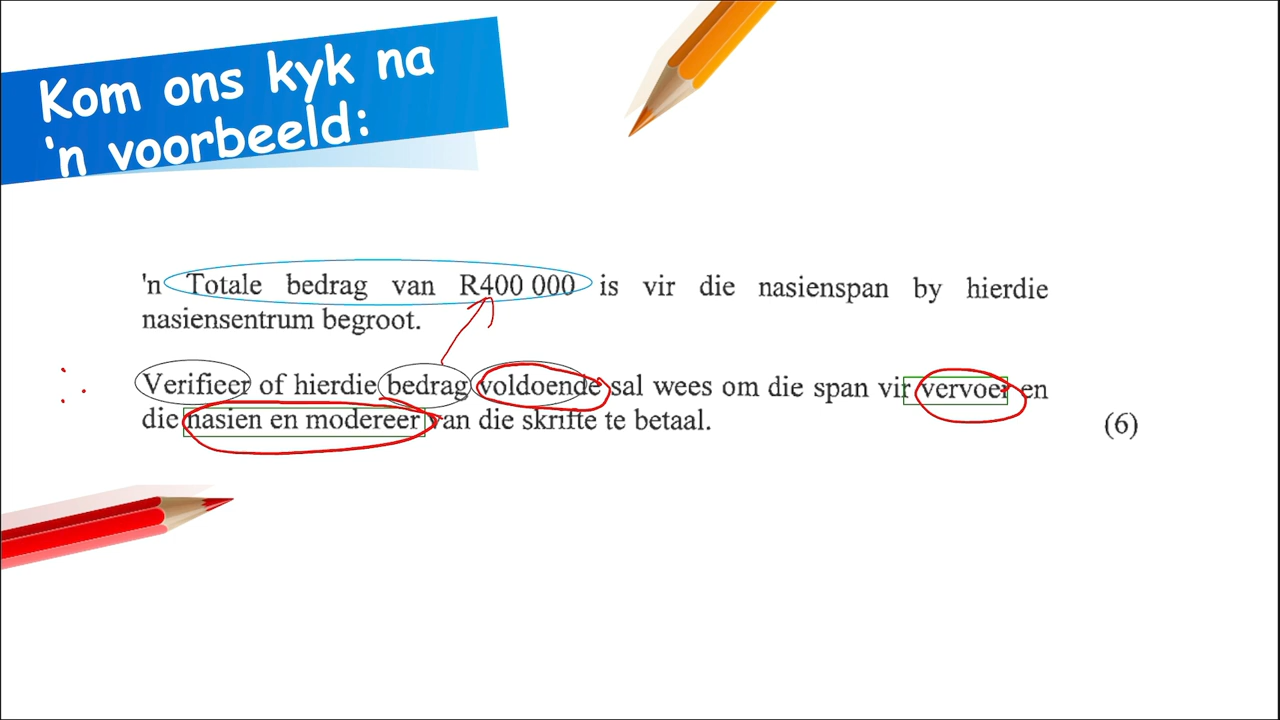 Kom ons kyk na
'n voorbeeld:
'n Totale bedrag van R400 000 is vir die nasienspan by hierdie
nasiensentrum begroot.
Verifieer of hierdie bedrag voldoende sal wees om die span vir vervoer en
die nasien en modereer van die skrifte te betaal.
(6)